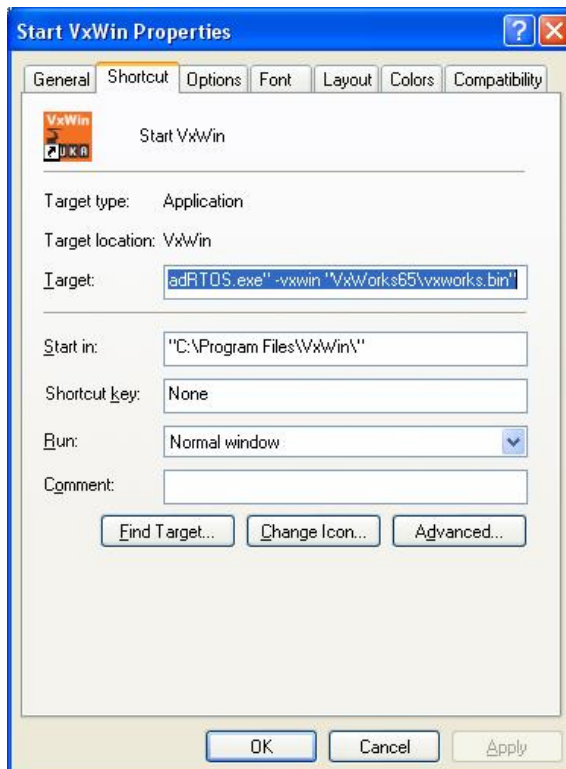 Start VxWin Properties
General Shortcut Options Font Layout Colors Compatibility
VxWin
UKA
Start VxWin
Target type: Application
Target location: VxWin
Target: adRTOS.exe" -vxwin "VxWorks65\vxworks.bin"
Start in: "C:\Program Files\VxWin\"
Shortcut key: None
Run: Normal window
Comment:
Find Target... Change Icon... Advanced...
OK Cancel Apply